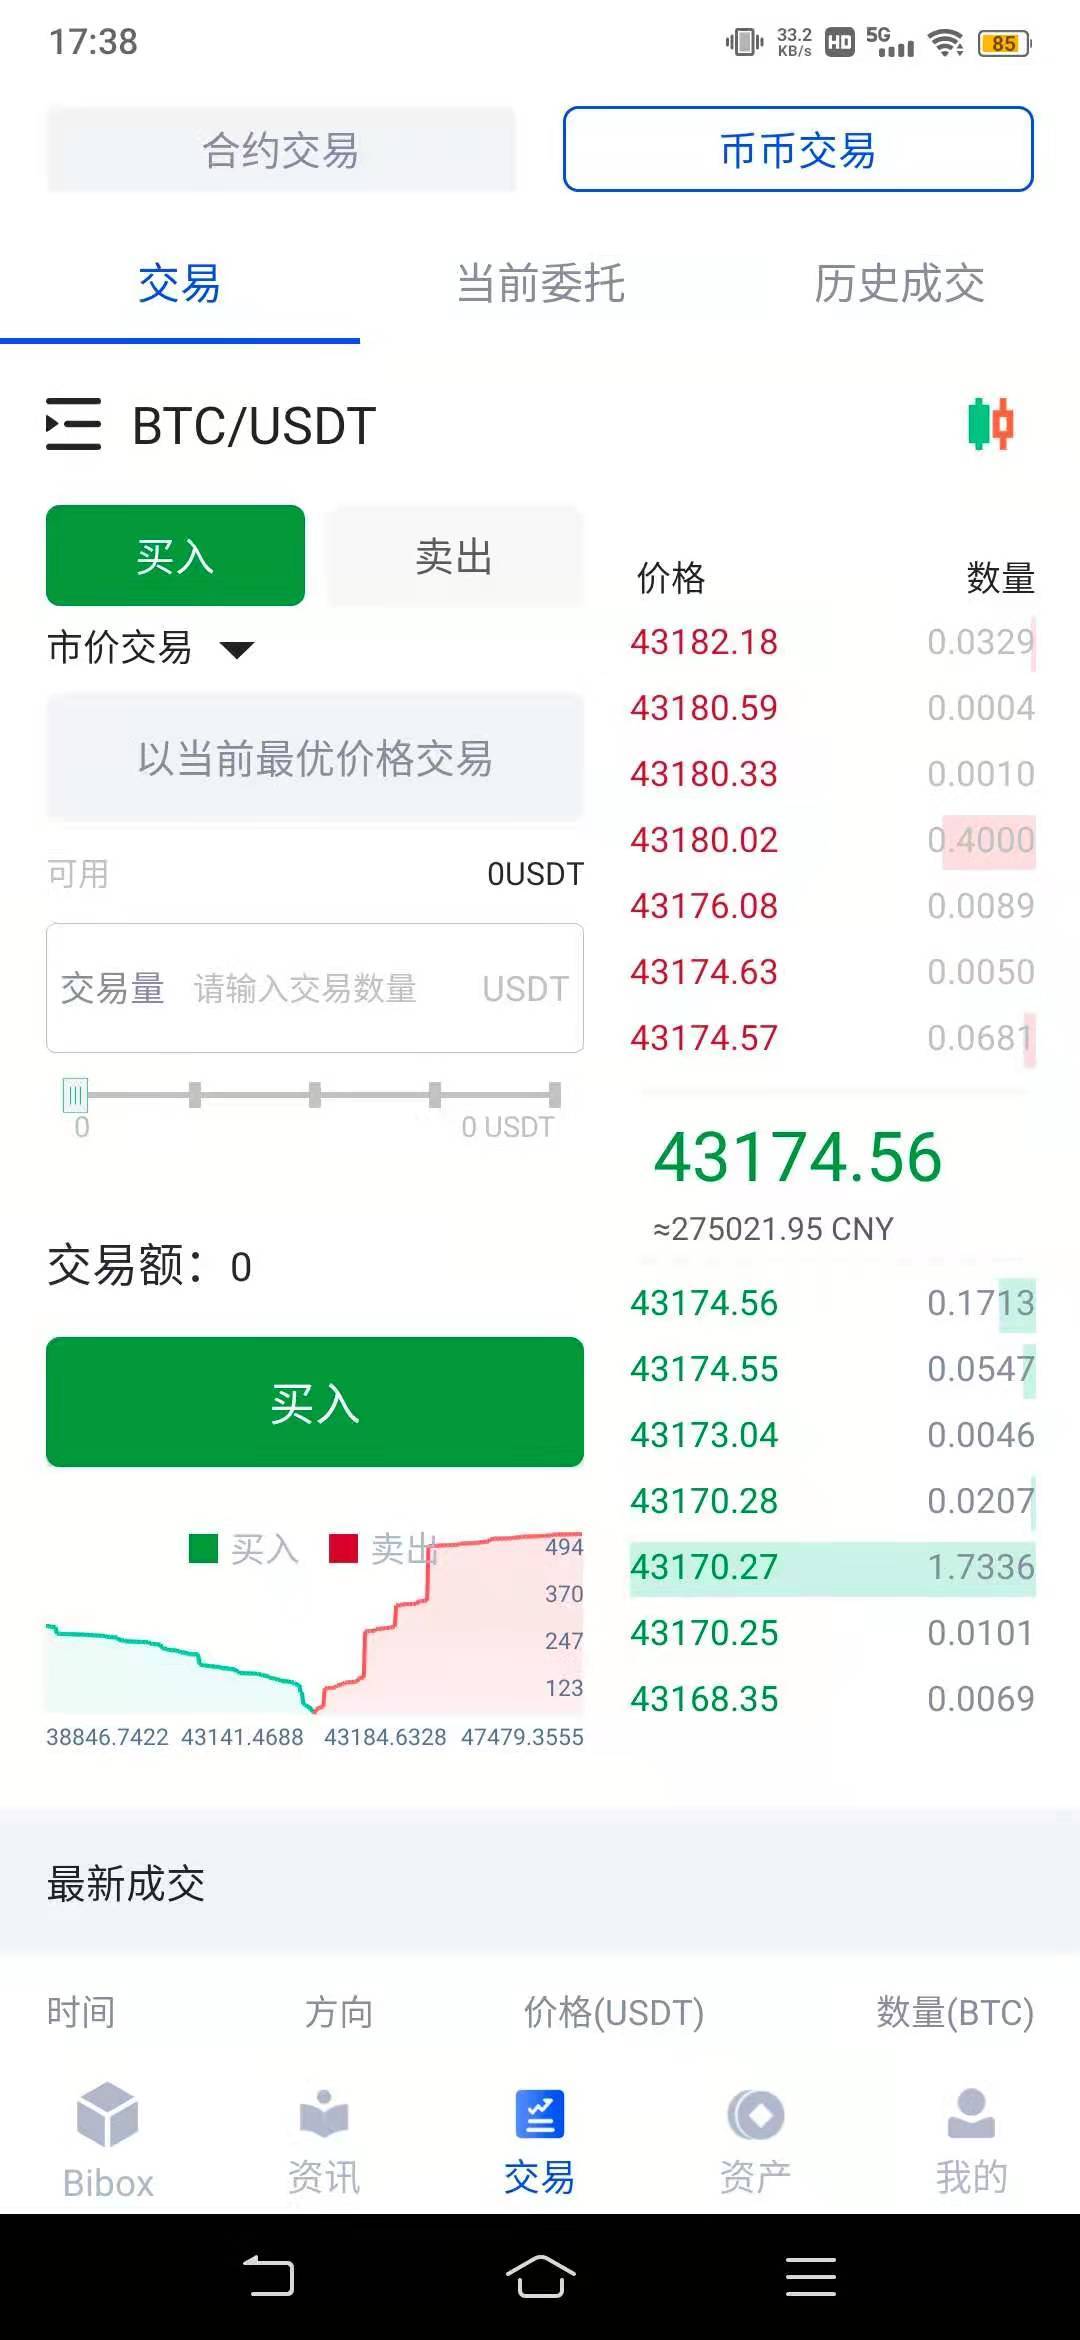 17:38
33.2 KB/s HD 5G 85
合约交易 币币交易
交易 当前委托 历史成交
BTC/USDT
买入 卖出
价格 数量
市价交易
以当前最优价格交易
可用 0USDT
交易量 请输入交易数量 USDT
0 0 USDT
交易额：0
买入
43182.18 0.0329
43180.59 0.0004
43180.33 0.0010
43180.02 0.4000
43176.08 0.0089
43174.63 0.0050
43174.57 0.0681
43174.56
≈275021.95 CNY
43174.56 0.1713
43174.55 0.0547
43173.04 0.0046
43170.28 0.0207
43170.27 1.7336
43170.25 0.0101
43168.35 0.0069
买入 卖出
494
370
247
123
38846.7422 43141.4688 43184.6328 47479.3555
最新成交
时间 方向 价格(USDT) 数量(BTC)
Bibox 资讯 交易 资产 我的